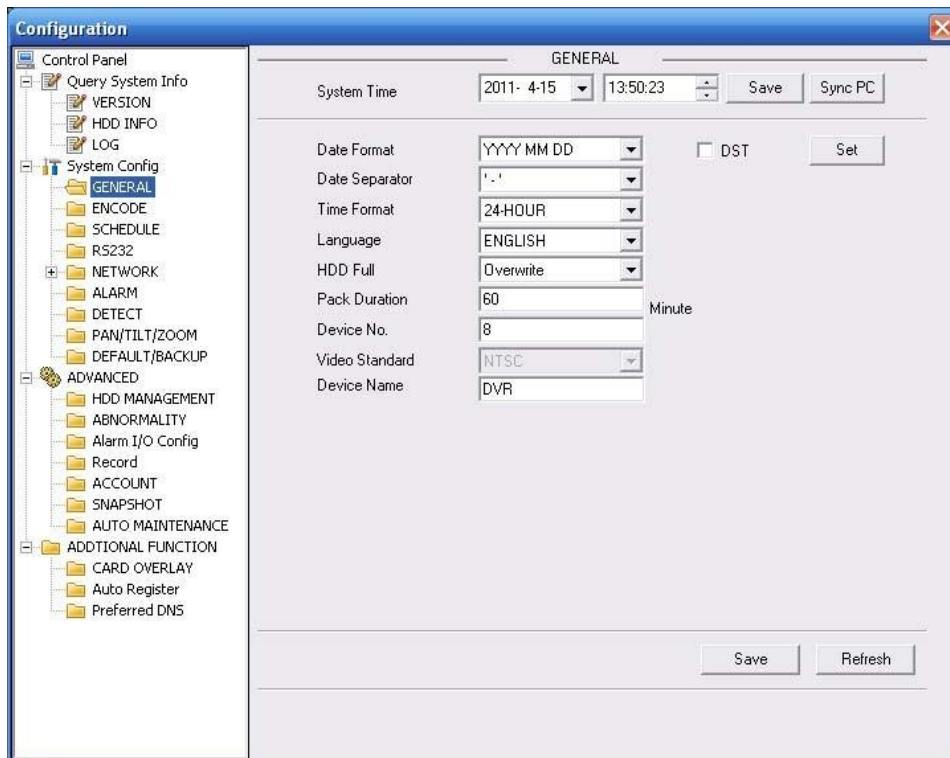 Configuration
Control Panel
Query System Info
VERSION
HDD INFO
LOG
System Config
GENERAL
ENCODE
SCHEDULE
RS232
NETWORK
ALARM
DETECT
PAN/TILT/ZOOM
DEFAULT/BACKUP
ADVANCED
HDD MANAGEMENT
ABNORMALITY
Alarm I/O Config
Record
ACCOUNT
SNAPSHOT
AUTO MAINTENANCE
ADDTIONAL FUNCTION
CARD OVERLAY
Auto Register
Preferred DNS
GENERAL
System Time 2011- 4-15 13:50:23 Save Sync PC
Date Format YYYY MM DD DST Set
Date Separator '-'
Time Format 24-HOUR
Language ENGLISH
HDD Full Overwrite
Pack Duration 60 Minute
Device No. 8
Video Standard NTSC
Device Name DVR
Save Refresh